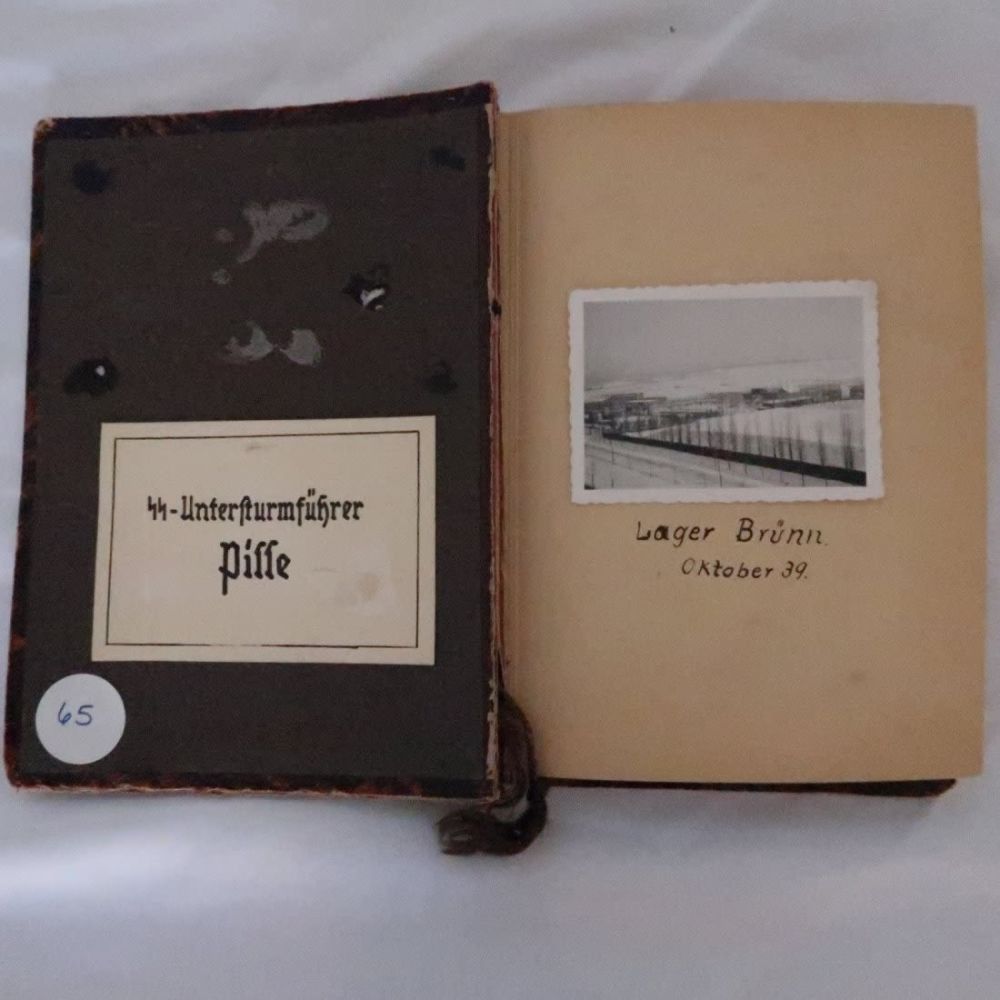 ᛋᛋ-Unterſturmführer
Piſſe
65
Lager Brünn.
Oktober 39.